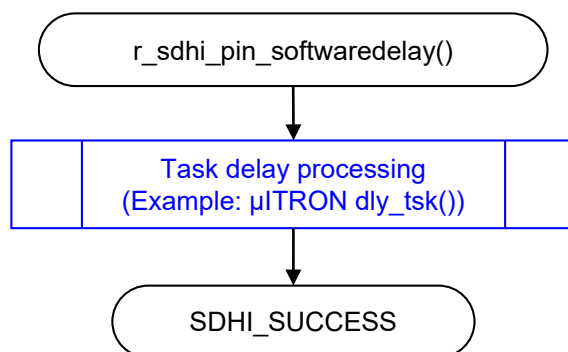 r_sdhi_pin_softwaredelay()
Task delay processing
(Example: µITRON dly_tsk())
SDHI_SUCCESS